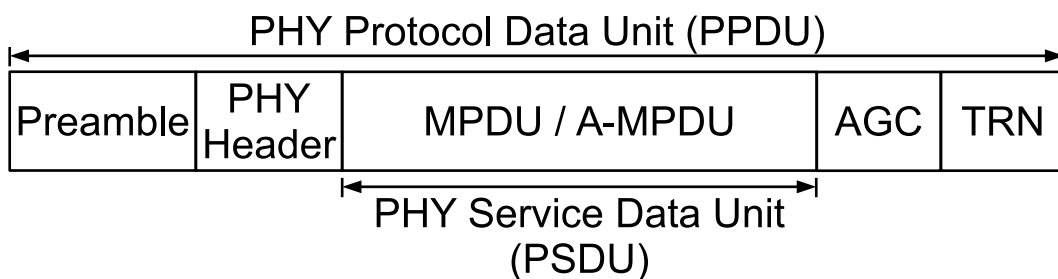 PHY Protocol Data Unit (PPDU)
Preamble
PHY
Header
MPDU / A-MPDU
AGC
TRN
PHY Service Data Unit
(PSDU)